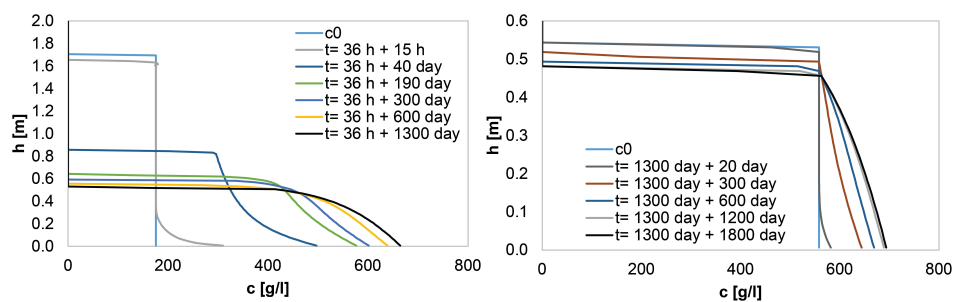 2.0
1.8
1.6
1.4
1.2
1.0
0.8
0.6
0.4
0.2
0.0
h [m]
0 200 400 600 800
c [g/l]
c0
t= 36 h + 15 h
t= 36 h + 40 day
t= 36 h + 190 day
t= 36 h + 300 day
t= 36 h + 600 day
t= 36 h + 1300 day
0.6
0.5
0.4
0.3
0.2
0.1
0.0
h [m]
0 200 400 600 800
c [g/l]
c0
t= 1300 day + 20 day
t= 1300 day + 300 day
t= 1300 day + 600 day
t= 1300 day + 1200 day
t= 1300 day + 1800 day